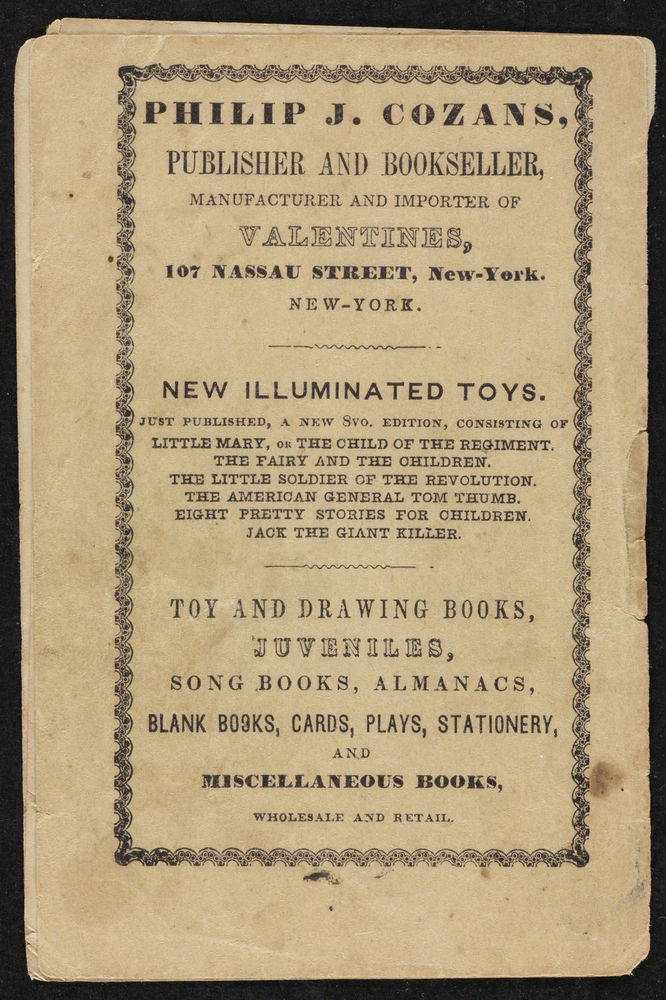 PHILIP J. COZANS,
PUBLISHER AND BOOKSELLER,
MANUFACTURER AND IMPORTER OF
VALENTINES,
107 NASSAU STREET, New-York.
NEW-YORK.
NEW ILLUMINATED TOYS.
JUST PUBLISHED, A NEW 8VO. EDITION, CONSISTING OF
LITTLE MARY, OR THE CHILD OF THE REGIMENT.
THE FAIRY AND THE CHILDREN.
THE LITTLE SOLDIER OF THE REVOLUTION.
THE AMERICAN GENERAL TOM THUMB.
EIGHT PRETTY STORIES FOR CHILDREN.
JACK THE GIANT KILLER.
TOY AND DRAWING BOOKS,
JUVENILES,
SONG BOOKS, ALMANACS,
BLANK BOOKS, CARDS, PLAYS, STATIONERY,
AND
MISCELLANEOUS BOOKS,
WHOLESALE AND RETAIL.